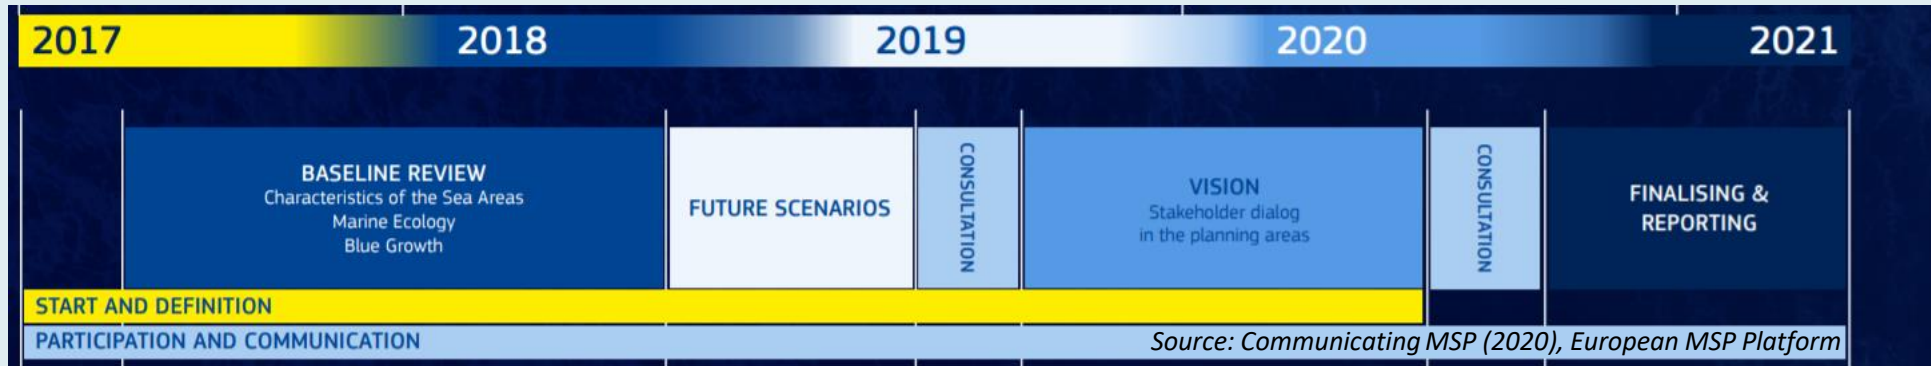 2017 2018 2019 2020 2021
BASELINE REVIEW
Characteristics of the Sea Areas
Marine Ecology
Blue Growth
FUTURE SCENARIOS
CONSULTATION
VISION
Stakeholder dialog
in the planning areas
CONSULTATION
FINALISING &
REPORTING
START AND DEFINITION
PARTICIPATION AND COMMUNICATION
Source: Communicating MSP (2020), European MSP Platform